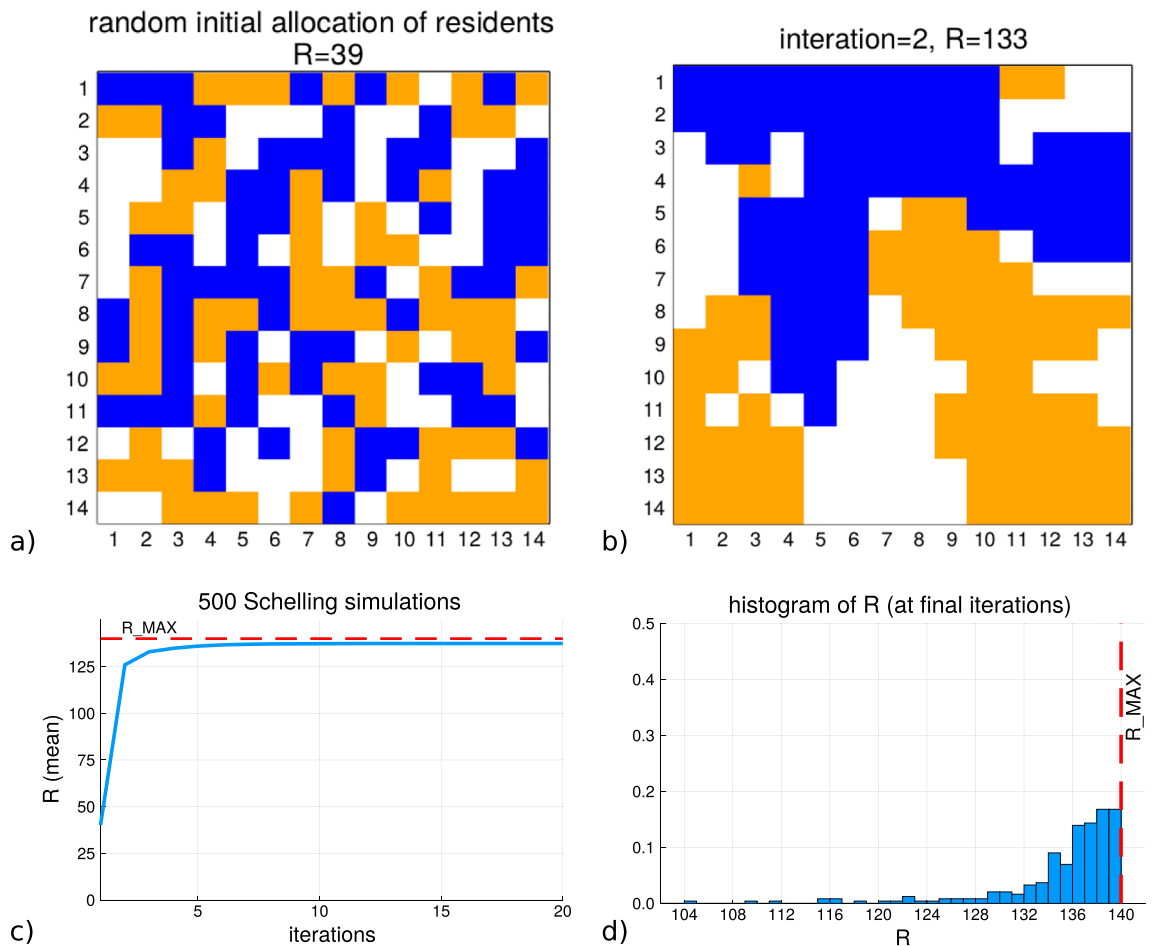 random initial allocation of residents
R=39
1
2
3
4
5
6
7
8
9
10
11
12
13
14
1 2 3 4 5 6 7 8 9 10 11 12 13 14
a)
interation=2, R=133
1
2
3
4
5
6
7
8
9
10
11
12
13
14
1 2 3 4 5 6 7 8 9 10 11 12 13 14
b)
500 Schelling simulations
R_MAX
R (mean)
125
100
75
50
25
0
5 10 15 20
iterations
c)
histogram of R (at final iterations)
R_MAX
0.5
0.4
0.3
0.2
0.1
0.0
104 108 112 116 120 124 128 132 136 140
R
d)